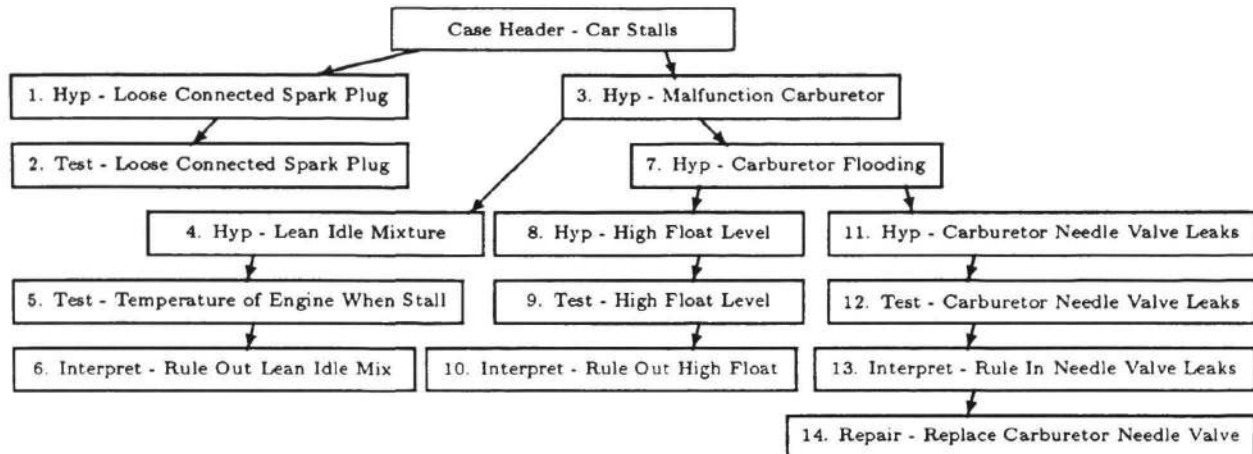 Case Header - Car Stalls
1. Hyp - Loose Connected Spark Plug
3. Hyp - Malfunction Carburetor
2. Test - Loose Connected Spark Plug
7. Hyp - Carburetor Flooding
4. Hyp - Lean Idle Mixture
8. Hyp - High Float Level
11. Hyp - Carburetor Needle Valve Leaks
5. Test - Temperature of Engine When Stall
9. Test - High Float Level
12. Test - Carburetor Needle Valve Leaks
6. Interpret - Rule Out Lean Idle Mix
10. Interpret - Rule Out High Float
13. Interpret - Rule In Needle Valve Leaks
14. Repair - Replace Carburetor Needle Valve